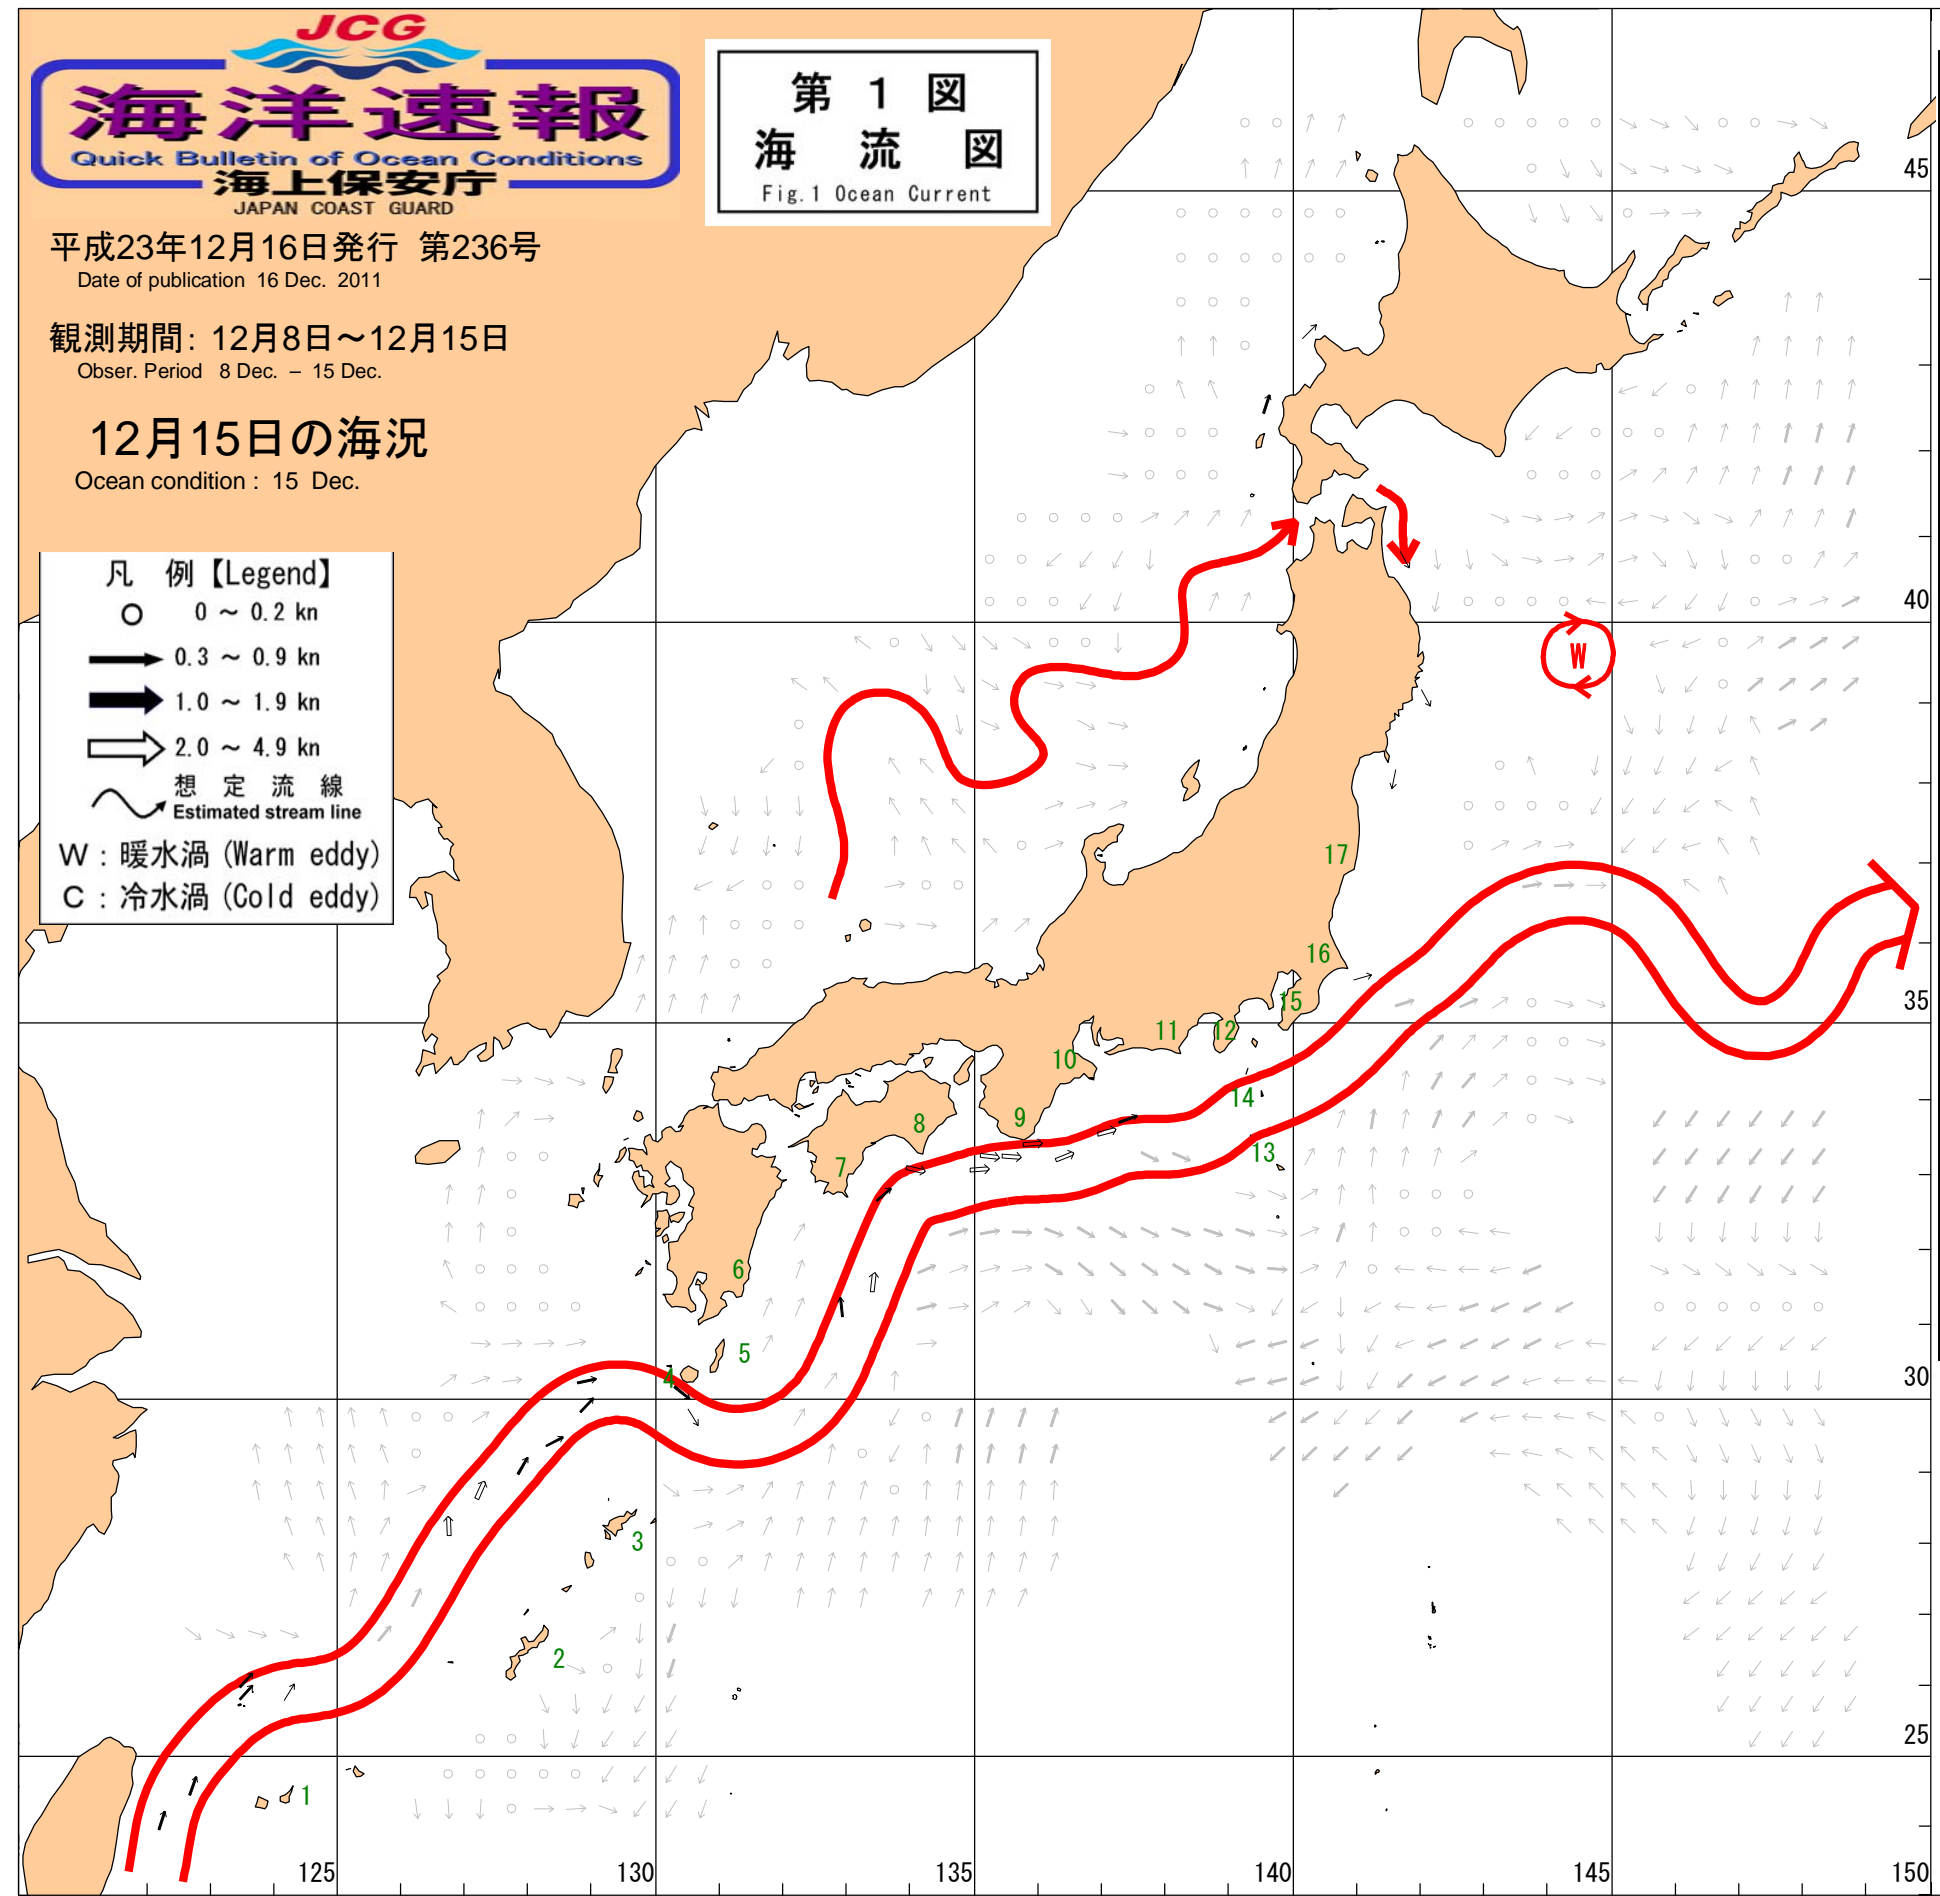 JCG
海洋速報
Quick Bulletin of Ocean Conditions
海上保安庁
JAPAN COAST GUARD
第 1 図
海 流 図
Fig.1 Ocean Current
平成23年12月16日発行 第236号
Date of publication 16 Dec. 2011
観測期間: 12月8日~12月15日
Obser. Period 8 Dec. – 15 Dec.
12月15日の海況
Ocean condition : 15 Dec.
凡 例【Legend】
0 ~ 0.2 kn
0.3 ~ 0.9 kn
1.0 ~ 1.9 kn
2.0 ~ 4.9 kn
想 定 流 線
Estimated stream line
W : 暖水渦 (Warm eddy)
C : 冷水渦 (Cold eddy)
45
40
W
17
16
35
15
12
11
10
14
9
8
13
7
6
5
4
30
3
2
25
1
125
130
135
140
145
150